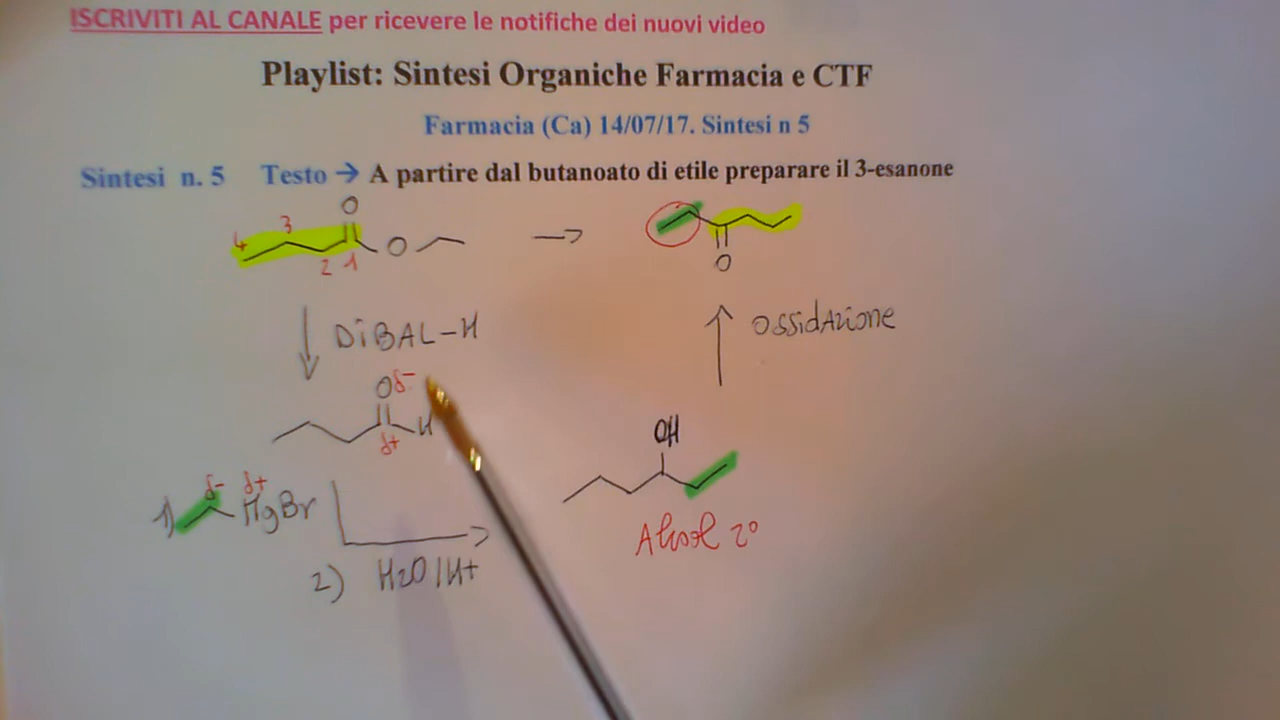 ISCRIVITI AL CANALE per ricevere le notifiche dei nuovi video
Playlist: Sintesi Organiche Farmacia e CTF
Farmacia (Ca) 14/07/17. Sintesi n 5
Sintesi n. 5 Testo → A partire dal butanoato di etile preparare il 3-esanone
O
4 3
2 1 O
O
DiBAL-H
OSSidAzione
O δ-
H
δ+
OH
δ- δ+
1) MgBr
Alcol 2°
2) H2O/H+